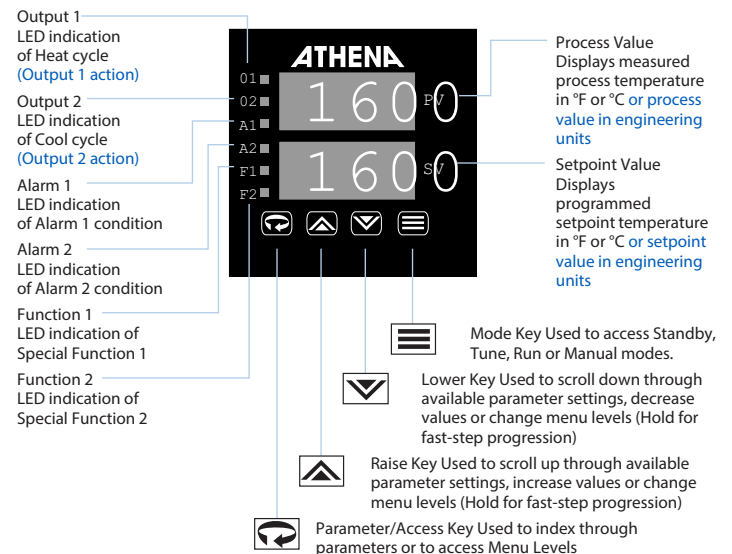 Output 1
LED indication
of Heat cycle
(Output 1 action)
Output 2
LED indication
of Cool cycle
(Output 2 action)
Alarm 1
LED indication
of Alarm 1 condition
Alarm 2
LED indication
of Alarm 2 condition
Function 1
LED indication of
Special Function 1
Function 2
LED indication of
Special Function 2
ATHENA
01
02
A1
A2
F1
F2
1600
PV
1600
SV
Process Value
Displays measured
process temperature
in °F or °C or process
value in engineering
units
Setpoint Value
Displays
programmed
setpoint temperature
in °F or °C or setpoint
value in engineering
units
Mode Key Used to access Standby,
Tune, Run or Manual modes.
Lower Key Used to scroll down through
available parameter settings, decrease
values or change menu levels (Hold for
fast-step progression)
Raise Key Used to scroll up through available
parameter settings, increase values or change
menu levels (Hold for fast-step progression)
Parameter/Access Key Used to index through
parameters or to access Menu Levels